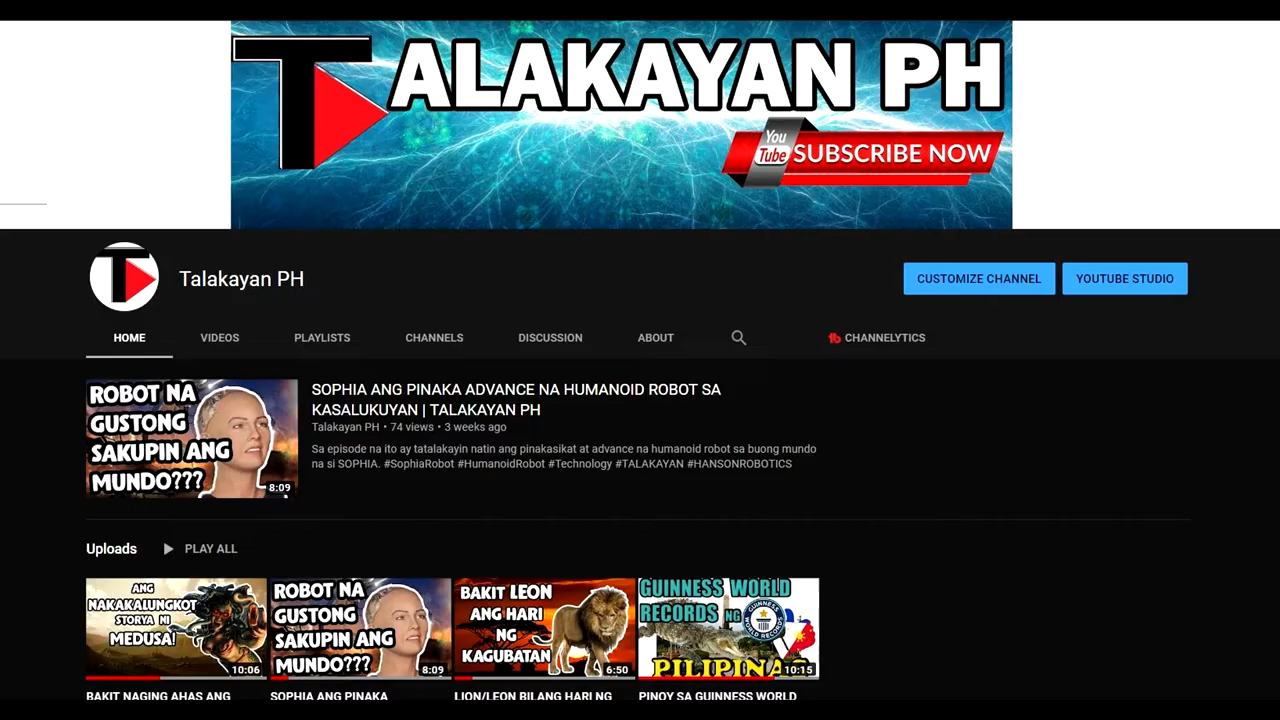 TALAKAYAN PH
You
Tube SUBSCRIBE NOW
T Talakayan PH
CUSTOMIZE CHANNEL
YOUTUBE STUDIO
HOME VIDEOS PLAYLISTS CHANNELS DISCUSSION ABOUT CHANNELYTICS
ROBOT NA
GUSTONG
SAKUPIN ANG
MUNDO???
8:09
SOPHIA ANG PINAKA ADVANCE NA HUMANOID ROBOT SA
KASALUKUYAN | TALAKAYAN PH
Talakayan PH • 74 views • 3 weeks ago
Sa episode na ito ay tatalakayin natin ang pinakasikat at advance na humanoid robot sa buong mundo
na si SOPHIA. #SophiaRobot #HumanoidRobot #Technology #TALAKAYAN #HANSONROBOTICS
Uploads PLAY ALL
ANG
NAKAKALUNGKOT
STORYA NI
MEDUSA!
10:06
BAKIT NAGING AHAS ANG
ROBOT NA
GUSTONG
SAKUPIN ANG
MUNDO???
8:09
SOPHIA ANG PINAKA
BAKIT LEON
ANG HARI
NG
KAGUBATAN
6:50
LION/LEON BILANG HARI NG
GUINNESS WORLD
RECORDS NG
GUINNESS
WORLD RECORDS
PILIPINAS
10:15
PINOY SA GUINNESS WORLD